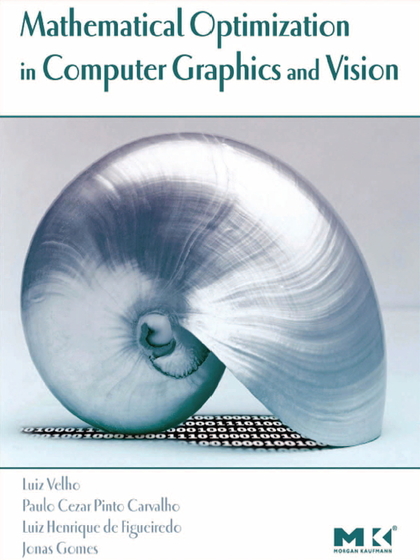 Mathematical Optimization
in Computer Graphics and Vision
Luiz Velho
Paulo Cezar Pinto Carvalho
Luiz Henrique de Figueiredo
Jonas Gomes
MK®
MORGAN KAUFMANN